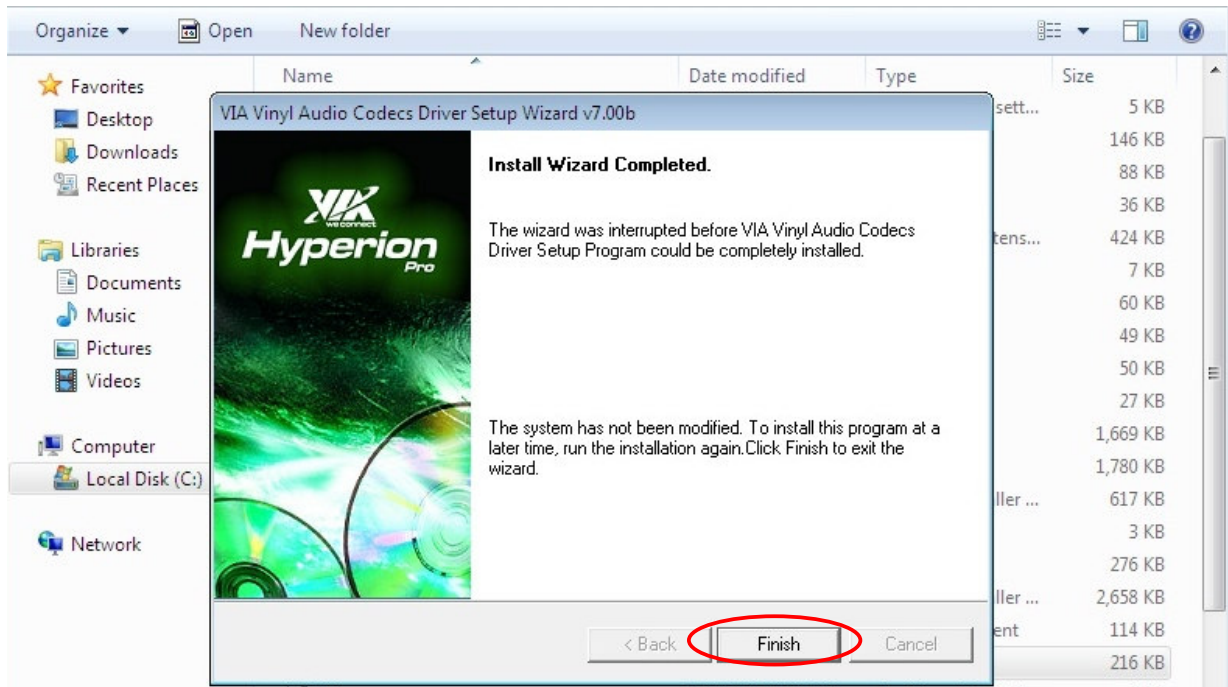 Organize Open New folder
Name Date modified Type Size
Favorites
Desktop
Downloads
Recent Places
Libraries
Documents
Music
Pictures
Videos
Computer
Local Disk (C:)
Network
VIA Vinyl Audio Codecs Driver Setup Wizard v7.00b
VIA
we connect
Hyperion
Pro
Install Wizard Completed.
The wizard was interrupted before VIA Vinyl Audio Codecs
Driver Setup Program could be completely installed.
The system has not been modified. To install this program at a
later time, run the installation again.Click Finish to exit the
wizard.
< Back Finish Cancel
sett... 5 KB
146 KB
88 KB
36 KB
tens... 424 KB
7 KB
60 KB
49 KB
50 KB
27 KB
1,669 KB
1,780 KB
ller ... 617 KB
3 KB
276 KB
ller ... 2,658 KB
ent 114 KB
216 KB